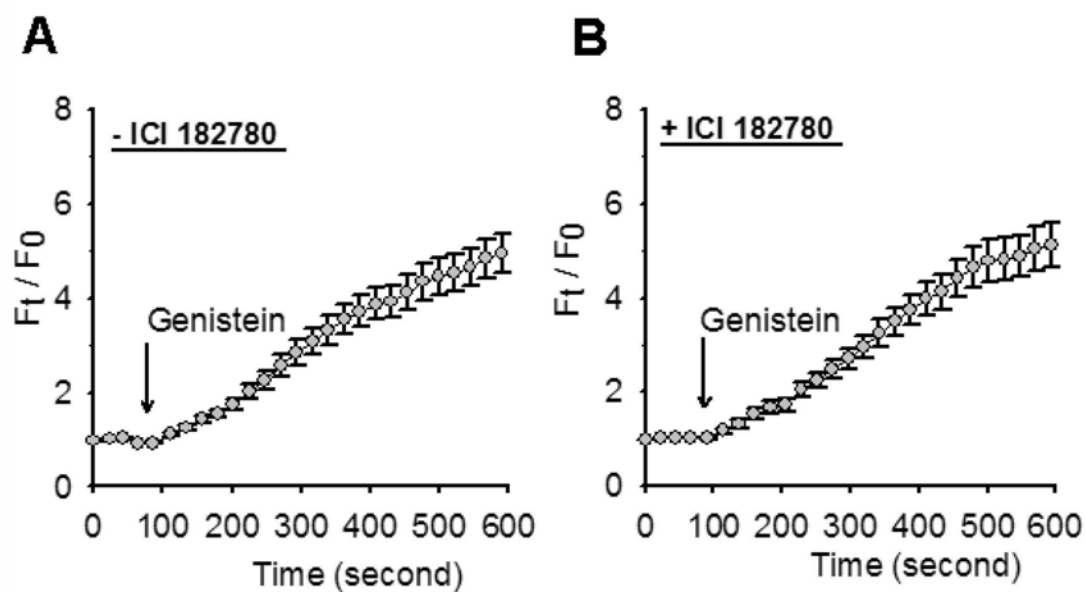 A
8
6
4
2
0
Ft / F0
- ICI 182780
Genistein
0 100 200 300 400 500 600
Time (second)
B
8
6
4
2
0
Ft / F0
+ ICI 182780
Genistein
0 100 200 300 400 500 600
Time (second)